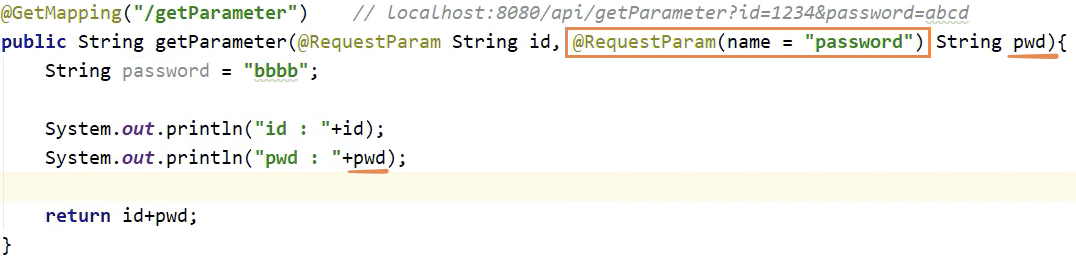 @GetMapping("/getParameter")    // localhost:8080/api/getParameter?id=1234&password=abcd
public String getParameter(@RequestParam String id, @RequestParam(name = "password") String pwd){
    String password = "bbbb";
    System.out.println("id : "+id);
    System.out.println("pwd : "+pwd);
    return id+pwd;
}